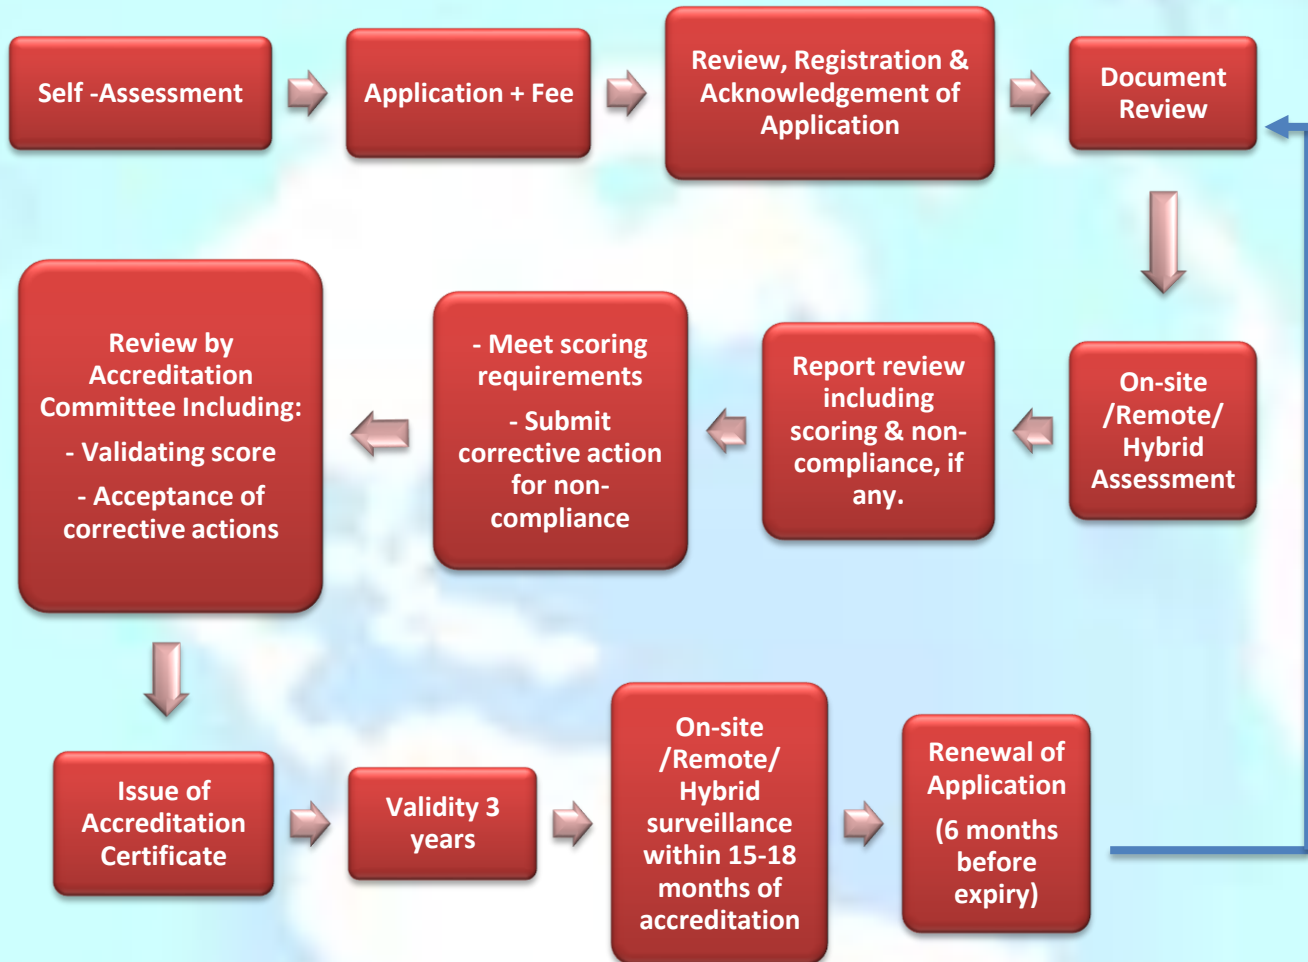 Self -Assessment
Application + Fee
Review, Registration &
Acknowledgement of
Application
Document
Review
On-site
/Remote/
Hybrid
Assessment
Report review
including
scoring & non-
compliance, if
any.
- Meet scoring
requirements
- Submit
corrective action
for non-
compliance
Review by
Accreditation
Committee Including:
- Validating score
- Acceptance of
corrective actions
Issue of
Accreditation
Certificate
Validity 3
years
On-site
/Remote/
Hybrid
surveillance
within 15-18
months of
accreditation
Renewal of
Application
(6 months
before
expiry)